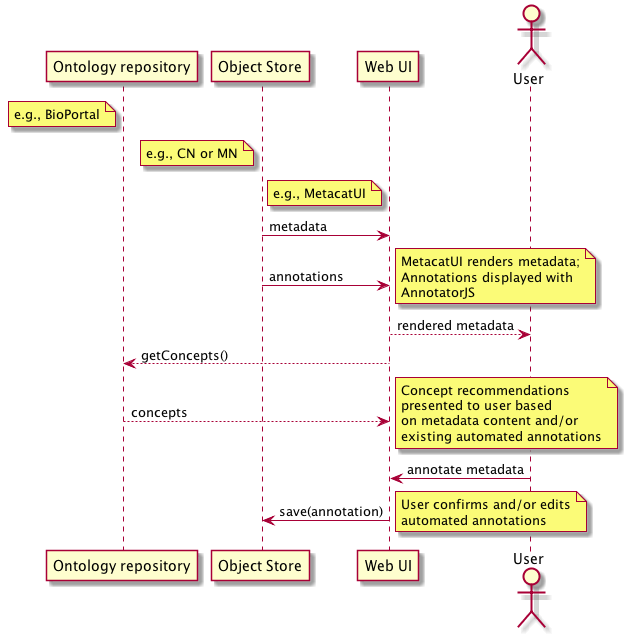 User
Ontology repository
Object Store
Web UI
e.g., BioPortal
e.g., CN or MN
e.g., MetacatUI
metadata
MetacatUI renders metadata;
Annotations displayed with
AnnotatorJS
annotations
rendered metadata
getConcepts()
Concept recommendations
presented to user based
on metadata content and/or
existing automated annotations
concepts
annotate metadata
User confirms and/or edits
automated annotations
save(annotation)
Ontology repository
Object Store
Web UI
User